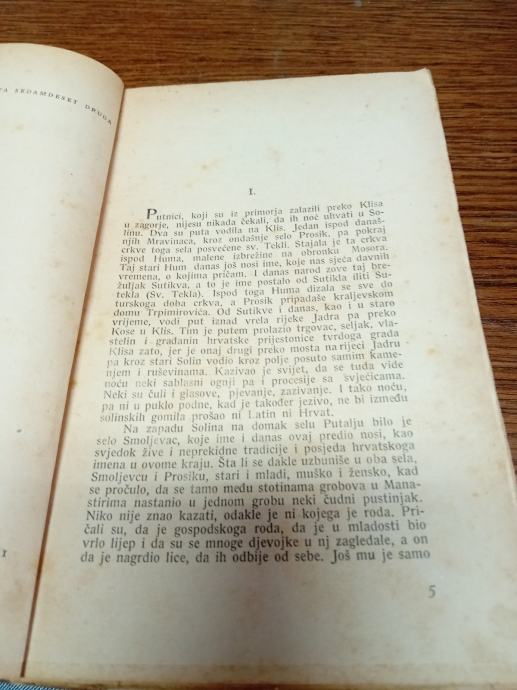 TA SEDAMDESET DRUGA
I.
Putnici, koji su iz primorja zalazili preko Klisa
u zagorje, nijesu nikada čekali, da ih noć uhvati u So-
linu. Dva su puta vodila na Klis. Jedan ispod današ-
njih Mravinaca, kroz ondašnje selo Prosik, pa pokraj
crkve toga sela posvećene sv. Tekli. Stajala je ta crkva
ispod Huma, malene izbrežine na obronku Mosora.
Taj stari Hum danas još nosi ime, koje nas sjeća davnih
vremena, o kojima pričam. I danas narod zove taj bre-
žuljak Sutikva, a to je ime postalo od Sutikla iliti Su-
tekla (Sv. Tekla). Ispod toga Huma dizala se sve do
turskoga doba crkva, a Prosik pripadaše kraljevskom
domu Trpimirovića. Od Sutikve i danas, kao i u staro
vrijeme, vodi put iznad vrela rijeke Jadra pa preko
Kose u Klis. Tim je putem prolazio trgovac, seljak, vla-
stelin i građanin hrvatske prijestonice tvrdoga grada
Klisa zato, jer je onaj drugi preko mosta na rijeci Jadru
pa kroz stari Solin vodio kroz polje posuto samim kame-
njem i ruševinama. Kazivao je svijet, da se tuda vide
noću neki sablasni ognji pa i procesije sa svjećicama.
Neki su čuli i glasove, pjevanje, zazivanje. I tako noću,
pa ni u puklo podne, kad je također jezivo, ne bi između
solinskih gomila prošao ni Latin ni Hrvat.
Na zapadu Solina na domak selu Putalju bilo je
selo Smoljevac, koje ime i danas ovaj predio nosi, kao
svjedok žive i neprekidne tradicije i posjeda hrvatskoga
imena u ovome kraju. Šta li se dakle uzbuniše u oba sela,
Smoljevcu i Prosiku, stari i mladi, muško i žensko, kad
se pročulo, da se tamo među stotinama grobova u Mana-
stirima nastanio u jednom grobu neki čudni pustinjak.
Niko nije znao kazati, odakle je ni kojega je roda. Pri-
čali su, da je gospodskoga roda, da je u mladosti bio
vrlo lijep i da su se mnoge djevojke u nj zagledale, a on
da je nagrdio lice, da ih odbije od sebe. Još mu je samo
5
I